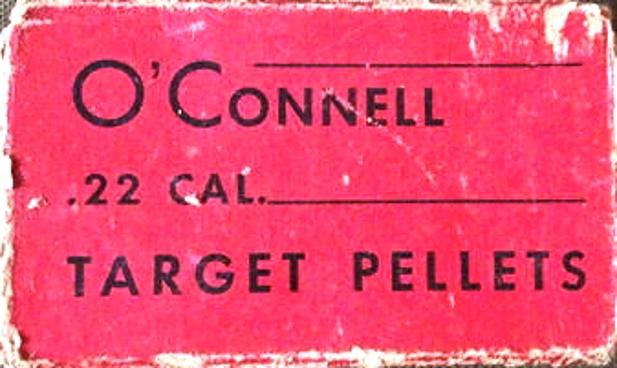 O'CONNELL
.22 CAL.
TARGET PELLETS